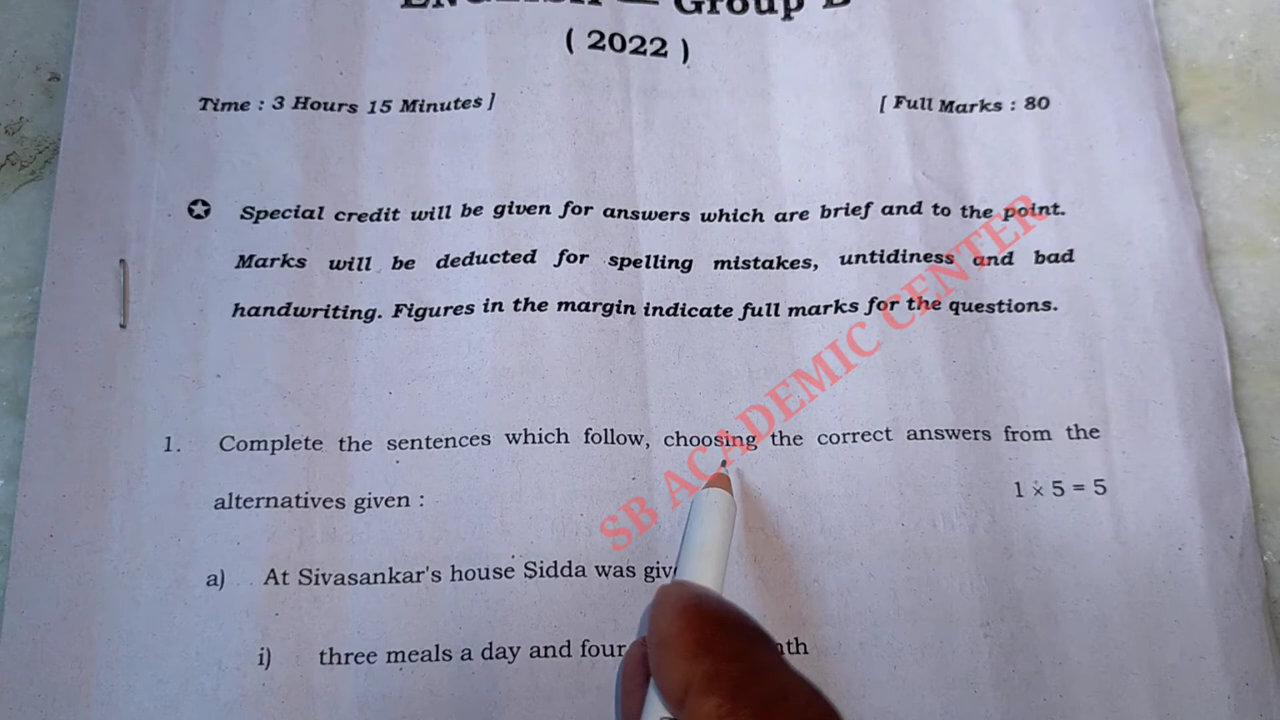 ENGLISH — Group B
( 2022 )
Time : 3 Hours 15 Minutes ]
[ Full Marks : 80
✪ Special credit will be given for answers which are brief and to the point.
Marks will be deducted for spelling mistakes, untidiness and bad
handwriting. Figures in the margin indicate full marks for the questions.
1. Complete the sentences which follow, choosing the correct answers from the
alternatives given :
1 × 5 = 5
a) At Sivasankar's house Sidda was
i) three meals a day and four
SB ACADEMIC CENTER